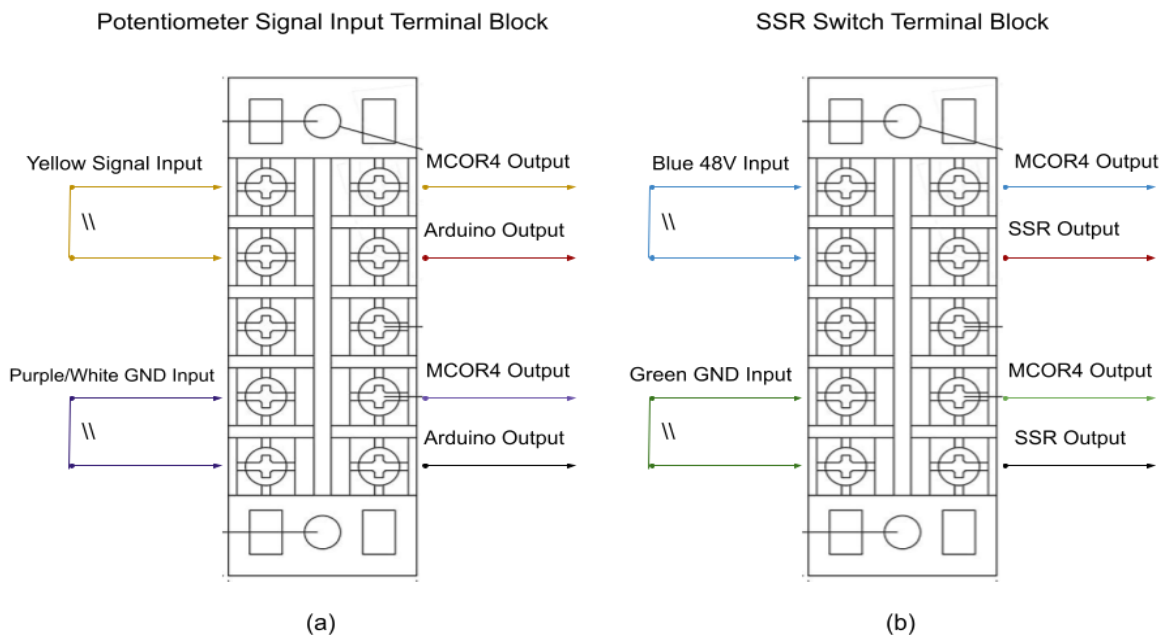 Potentiometer Signal Input Terminal Block
SSR Switch Terminal Block
Yellow Signal Input
MCOR4 Output
\\
Arduino Output
Purple/White GND Input
MCOR4 Output
\\
Arduino Output
(a)
Blue 48V Input
MCOR4 Output
\\
SSR Output
Green GND Input
MCOR4 Output
\\
SSR Output
(b)